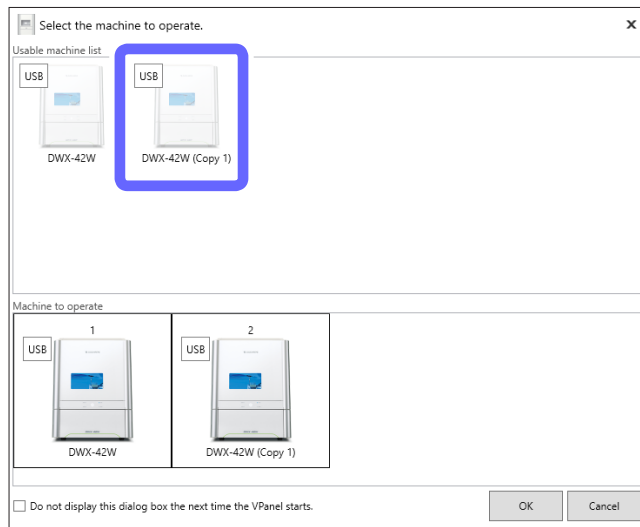 Select the machine to operate.
x
Usable machine list
USB
USB
DWX-42W
DWX-42W (Copy 1)
Machine to operate
1
2
USB
USB
DWX-42W
DWX-42W (Copy 1)
Do not display this dialog box the next time the VPanel starts.
OK
Cancel